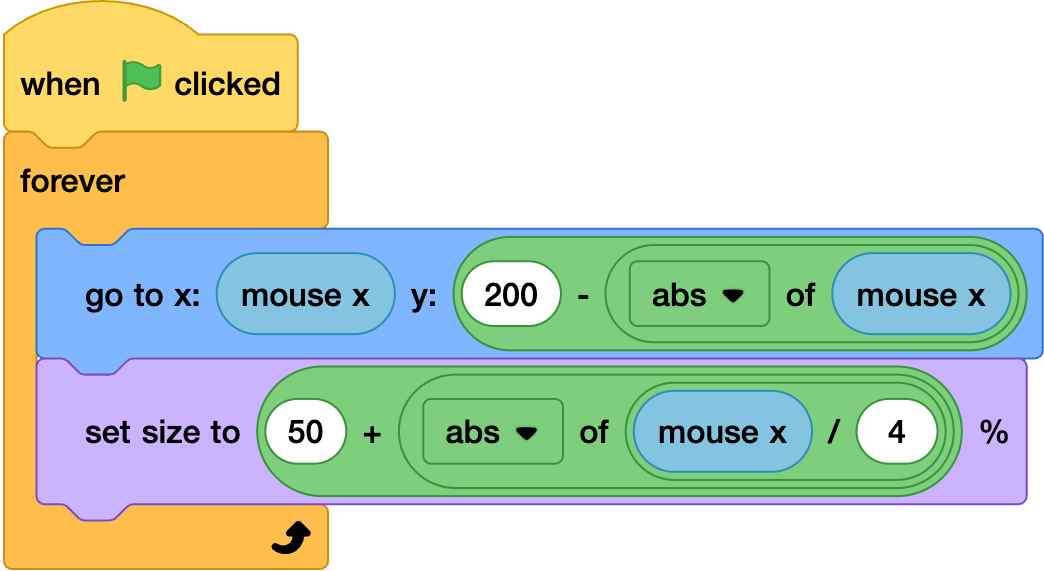 when clicked
forever
go to x: mouse x y: 200 - abs of mouse x
set size to 50 + abs of mouse x / 4 %